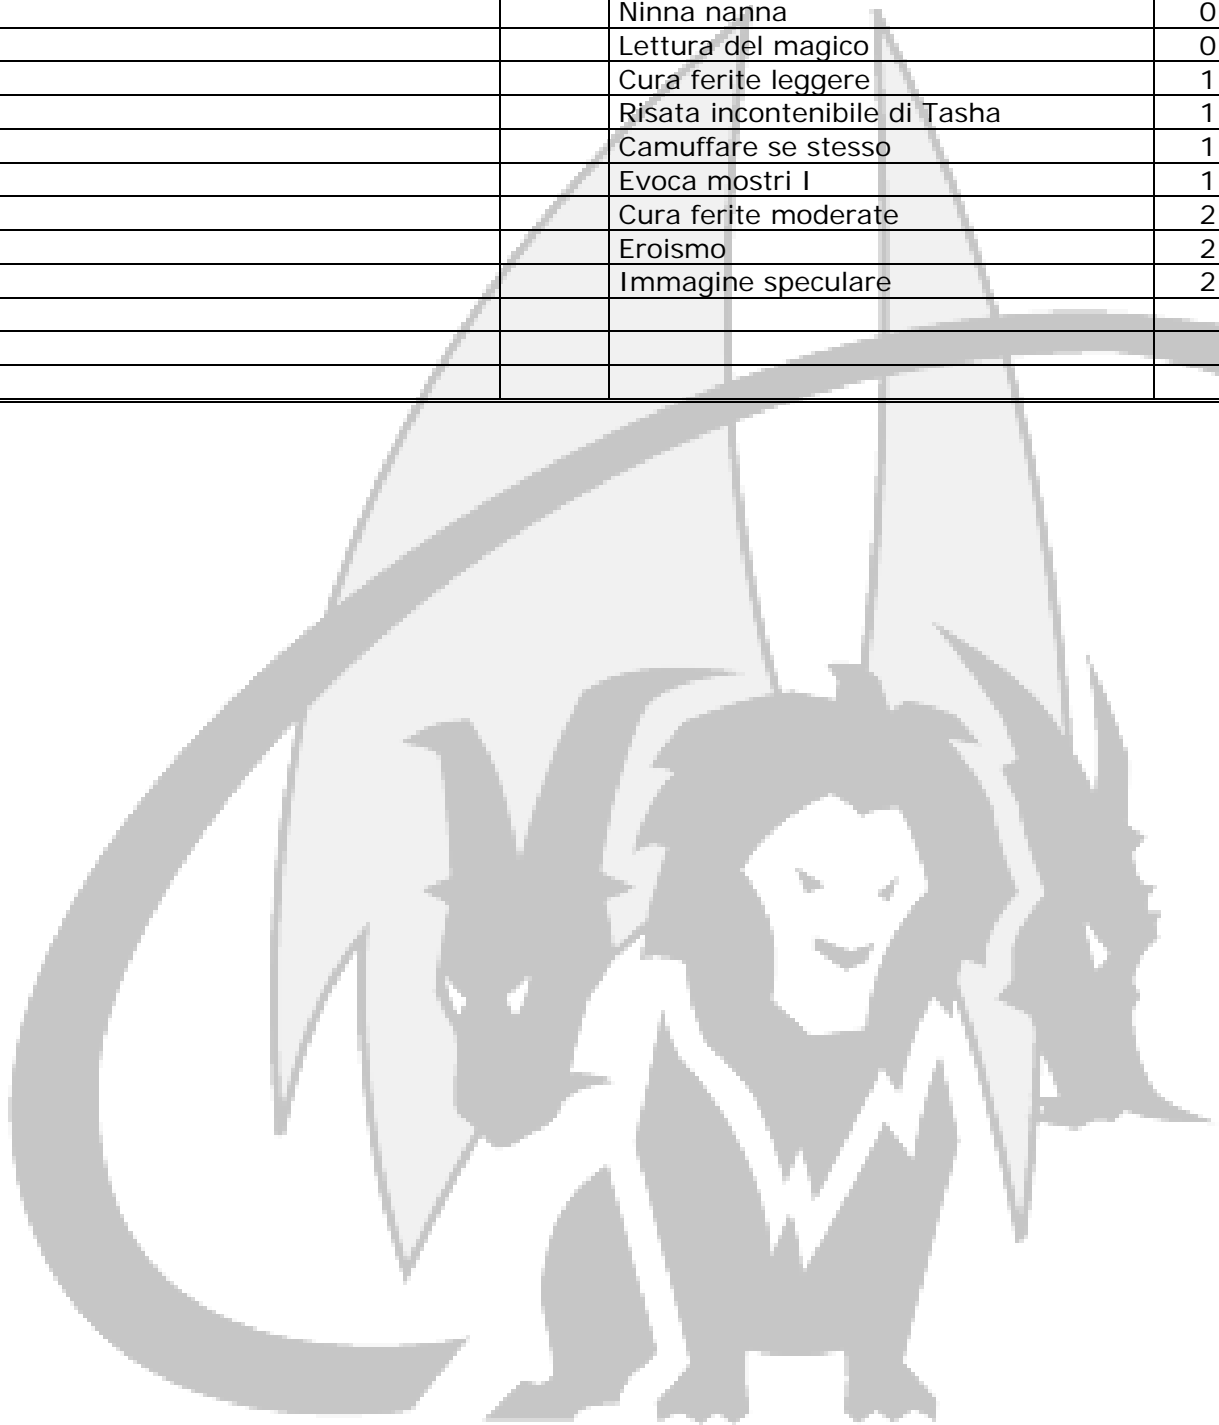 Ninna nanna 0
Lettura del magico 0
Cura ferite leggere 1
Risata incontenibile di Tasha 1
Camuffare se stesso 1
Evoca mostri I 1
Cura ferite moderate 2
Eroismo 2
Immagine speculare 2